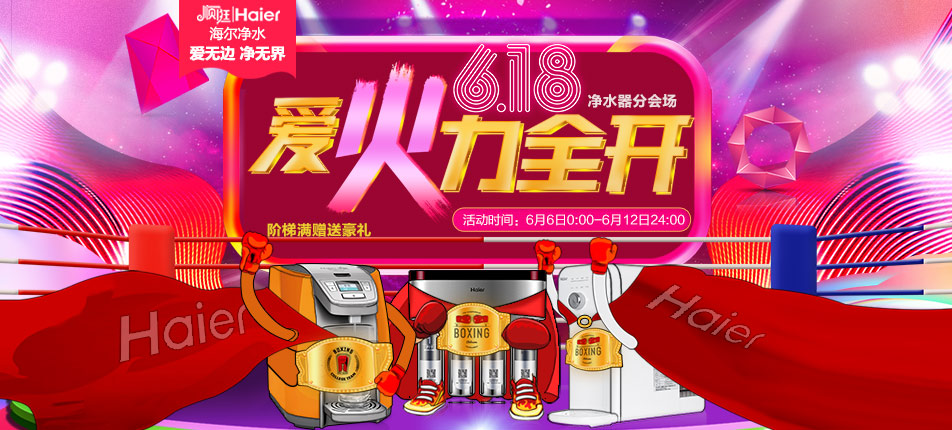 顺逛 Haier
海尔净水
爱无边 净无界
6.18
净水器分会场
爱火力全开
活动时间：6月6日0:00-6月12日24:00
阶梯满赠送豪礼
Haier
Haier
Haier
BOXING
BOXING
BOXING